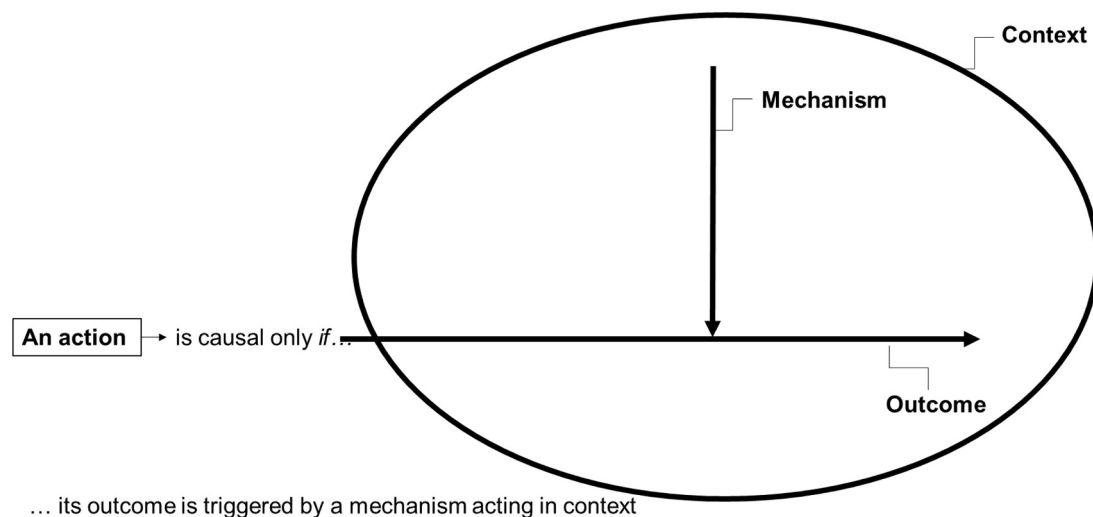 Context
Mechanism
An action
is causal only if...
Outcome
... its outcome is triggered by a mechanism acting in context